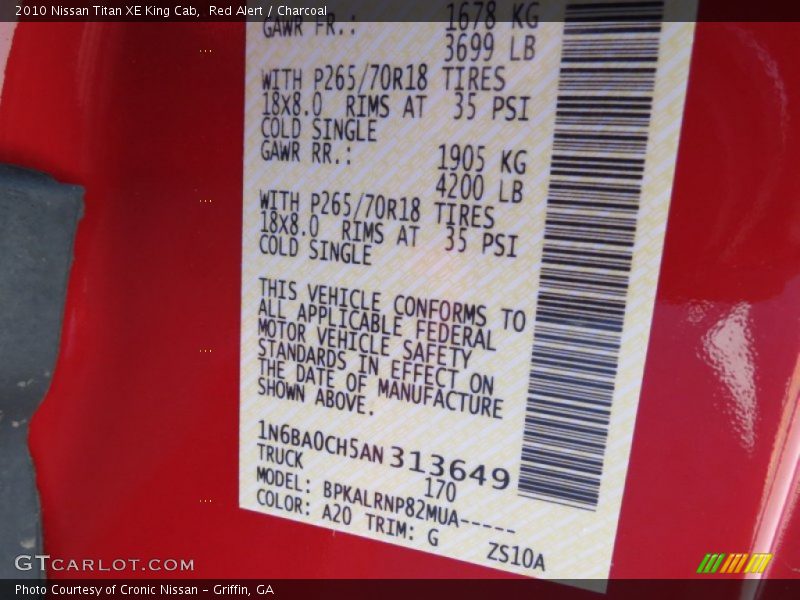 2010 Nissan Titan XE King Cab, Red Alert / Charcoal
GAWR FR.: 1678 KG
3699 LB
WITH P265/70R18 TIRES
18X8.0 RIMS AT 35 PSI
COLD SINGLE
GAWR RR.: 1905 KG
4200 LB
WITH P265/70R18 TIRES
18X8.0 RIMS AT 35 PSI
COLD SINGLE
THIS VEHICLE CONFORMS TO
ALL APPLICABLE FEDERAL
MOTOR VEHICLE SAFETY
STANDARDS IN EFFECT ON
THE DATE OF MANUFACTURE
SHOWN ABOVE.
1N6BA0CH5AN313649
TRUCK 170
MODEL: BPKALRNP82MUA-----
COLOR: A20 TRIM: G ZS10A
GTCARLOT.COM
Photo Courtesy of Cronic Nissan - Griffin, GA